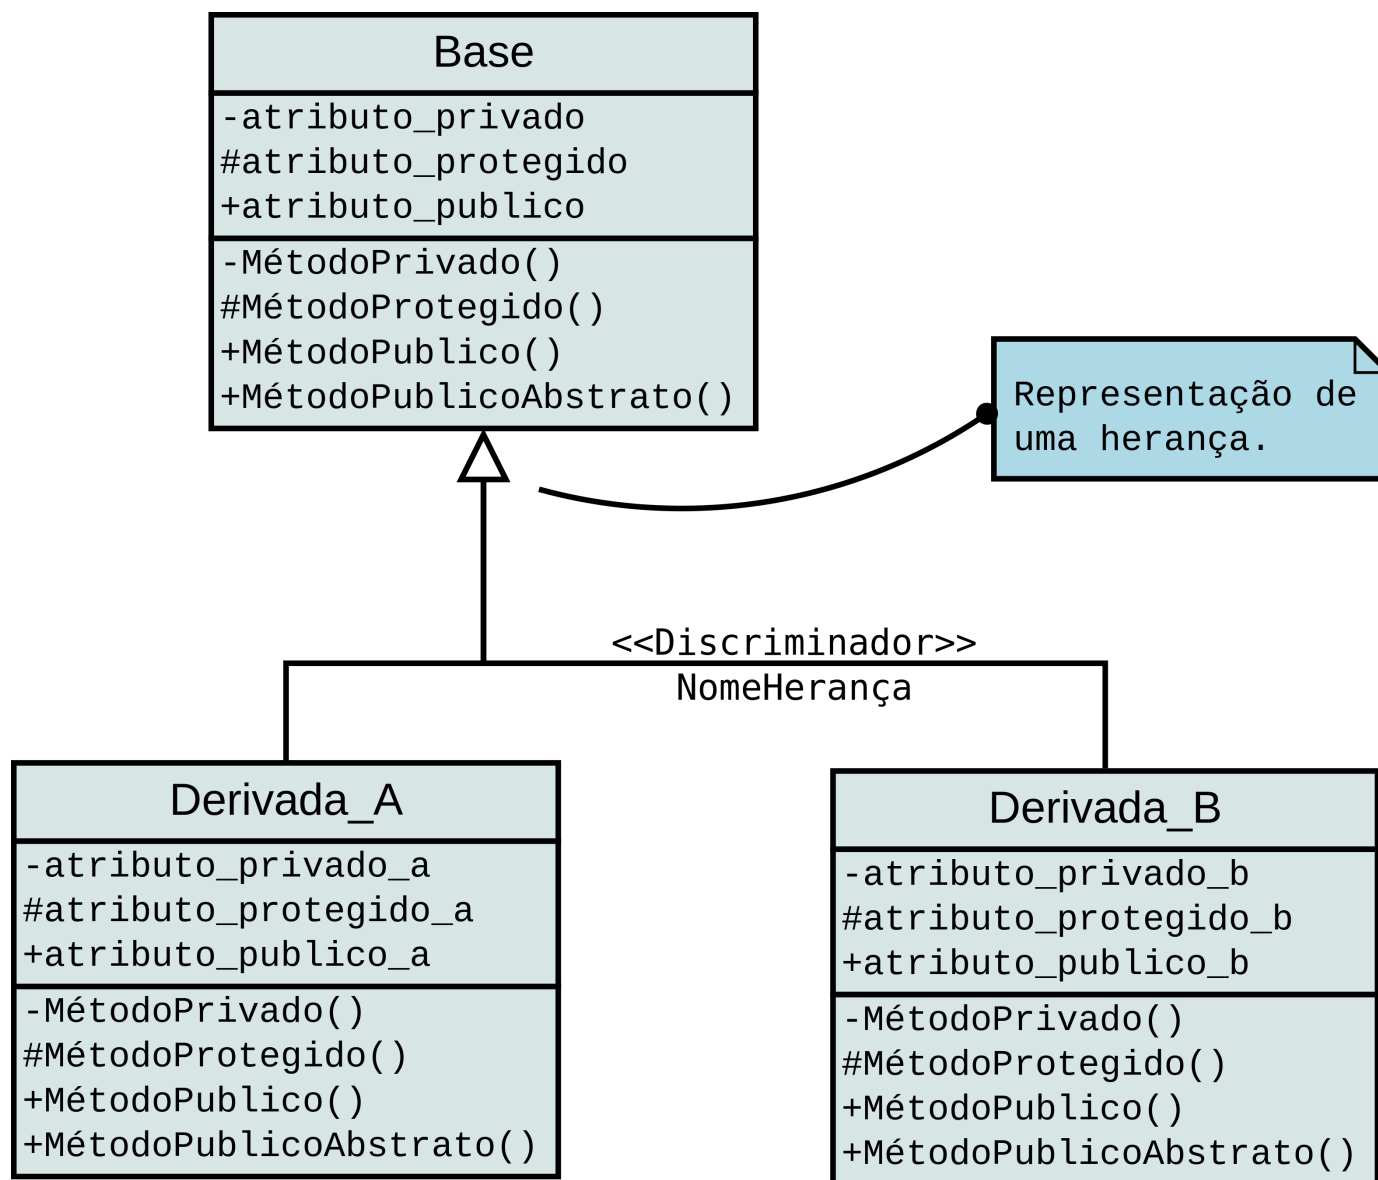 Base
-atributo_privado
#atributo_protegido
+atributo_publico
-MétodoPrivado()
#MétodoProtegido()
+MétodoPublico()
+MétodoPublicoAbstrato()
Representação de
uma herança.
<<Discriminador>>
NomeHerança
Derivada_A
-atributo_privado_a
#atributo_protegido_a
+atributo_publico_a
-MétodoPrivado()
#MétodoProtegido()
+MétodoPublico()
+MétodoPublicoAbstrato()
Derivada_B
-atributo_privado_b
#atributo_protegido_b
+atributo_publico_b
-MétodoPrivado()
#MétodoProtegido()
+MétodoPublico()
+MétodoPublicoAbstrato()